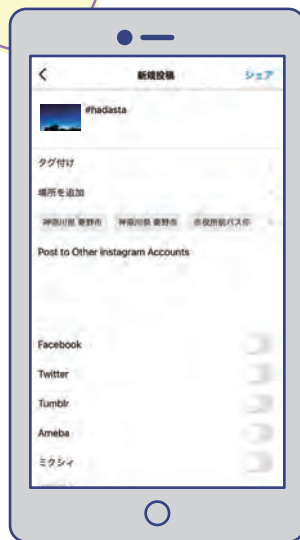 新規投稿
シェア
#hadasta
タグ付け
場所を追加
神奈川県 秦野市
神奈川県 秦野市
市役所前バス停
Post to Other Instagram Accounts
Facebook
Twitter
Tumblr
Ameba
ミクシィ